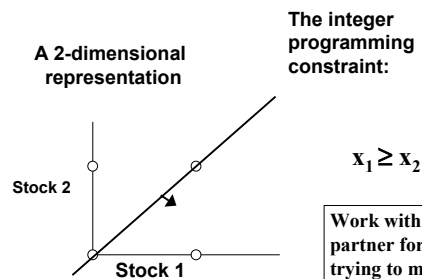 A 2-dimensional
representation
The integer
programming
constraint:
Stock 2
Stock 1
x₁ ≥ x₂
Work with
partner for
trying to m